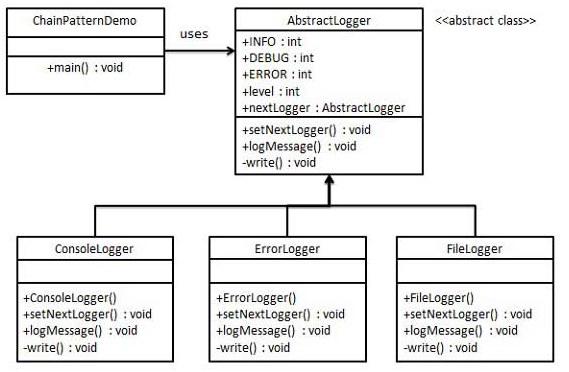 ChainPatternDemo
+main() : void
uses
AbstractLogger
<<abstract class>>
+INFO : int
+DEBUG : int
+ERROR : int
+level : int
+nextLogger : AbstractLogger
+setNextLogger() : void
+logMessage() : void
-write() : void
ConsoleLogger
+ConsoleLogger()
+setNextLogger() : void
+logMessage() : void
-write() : void
ErrorLogger
+ErrorLogger()
+setNextLogger() : void
+logMessage() : void
-write() : void
FileLogger
+FileLogger()
+setNextLogger() : void
+logMessage() : void
-write() : void